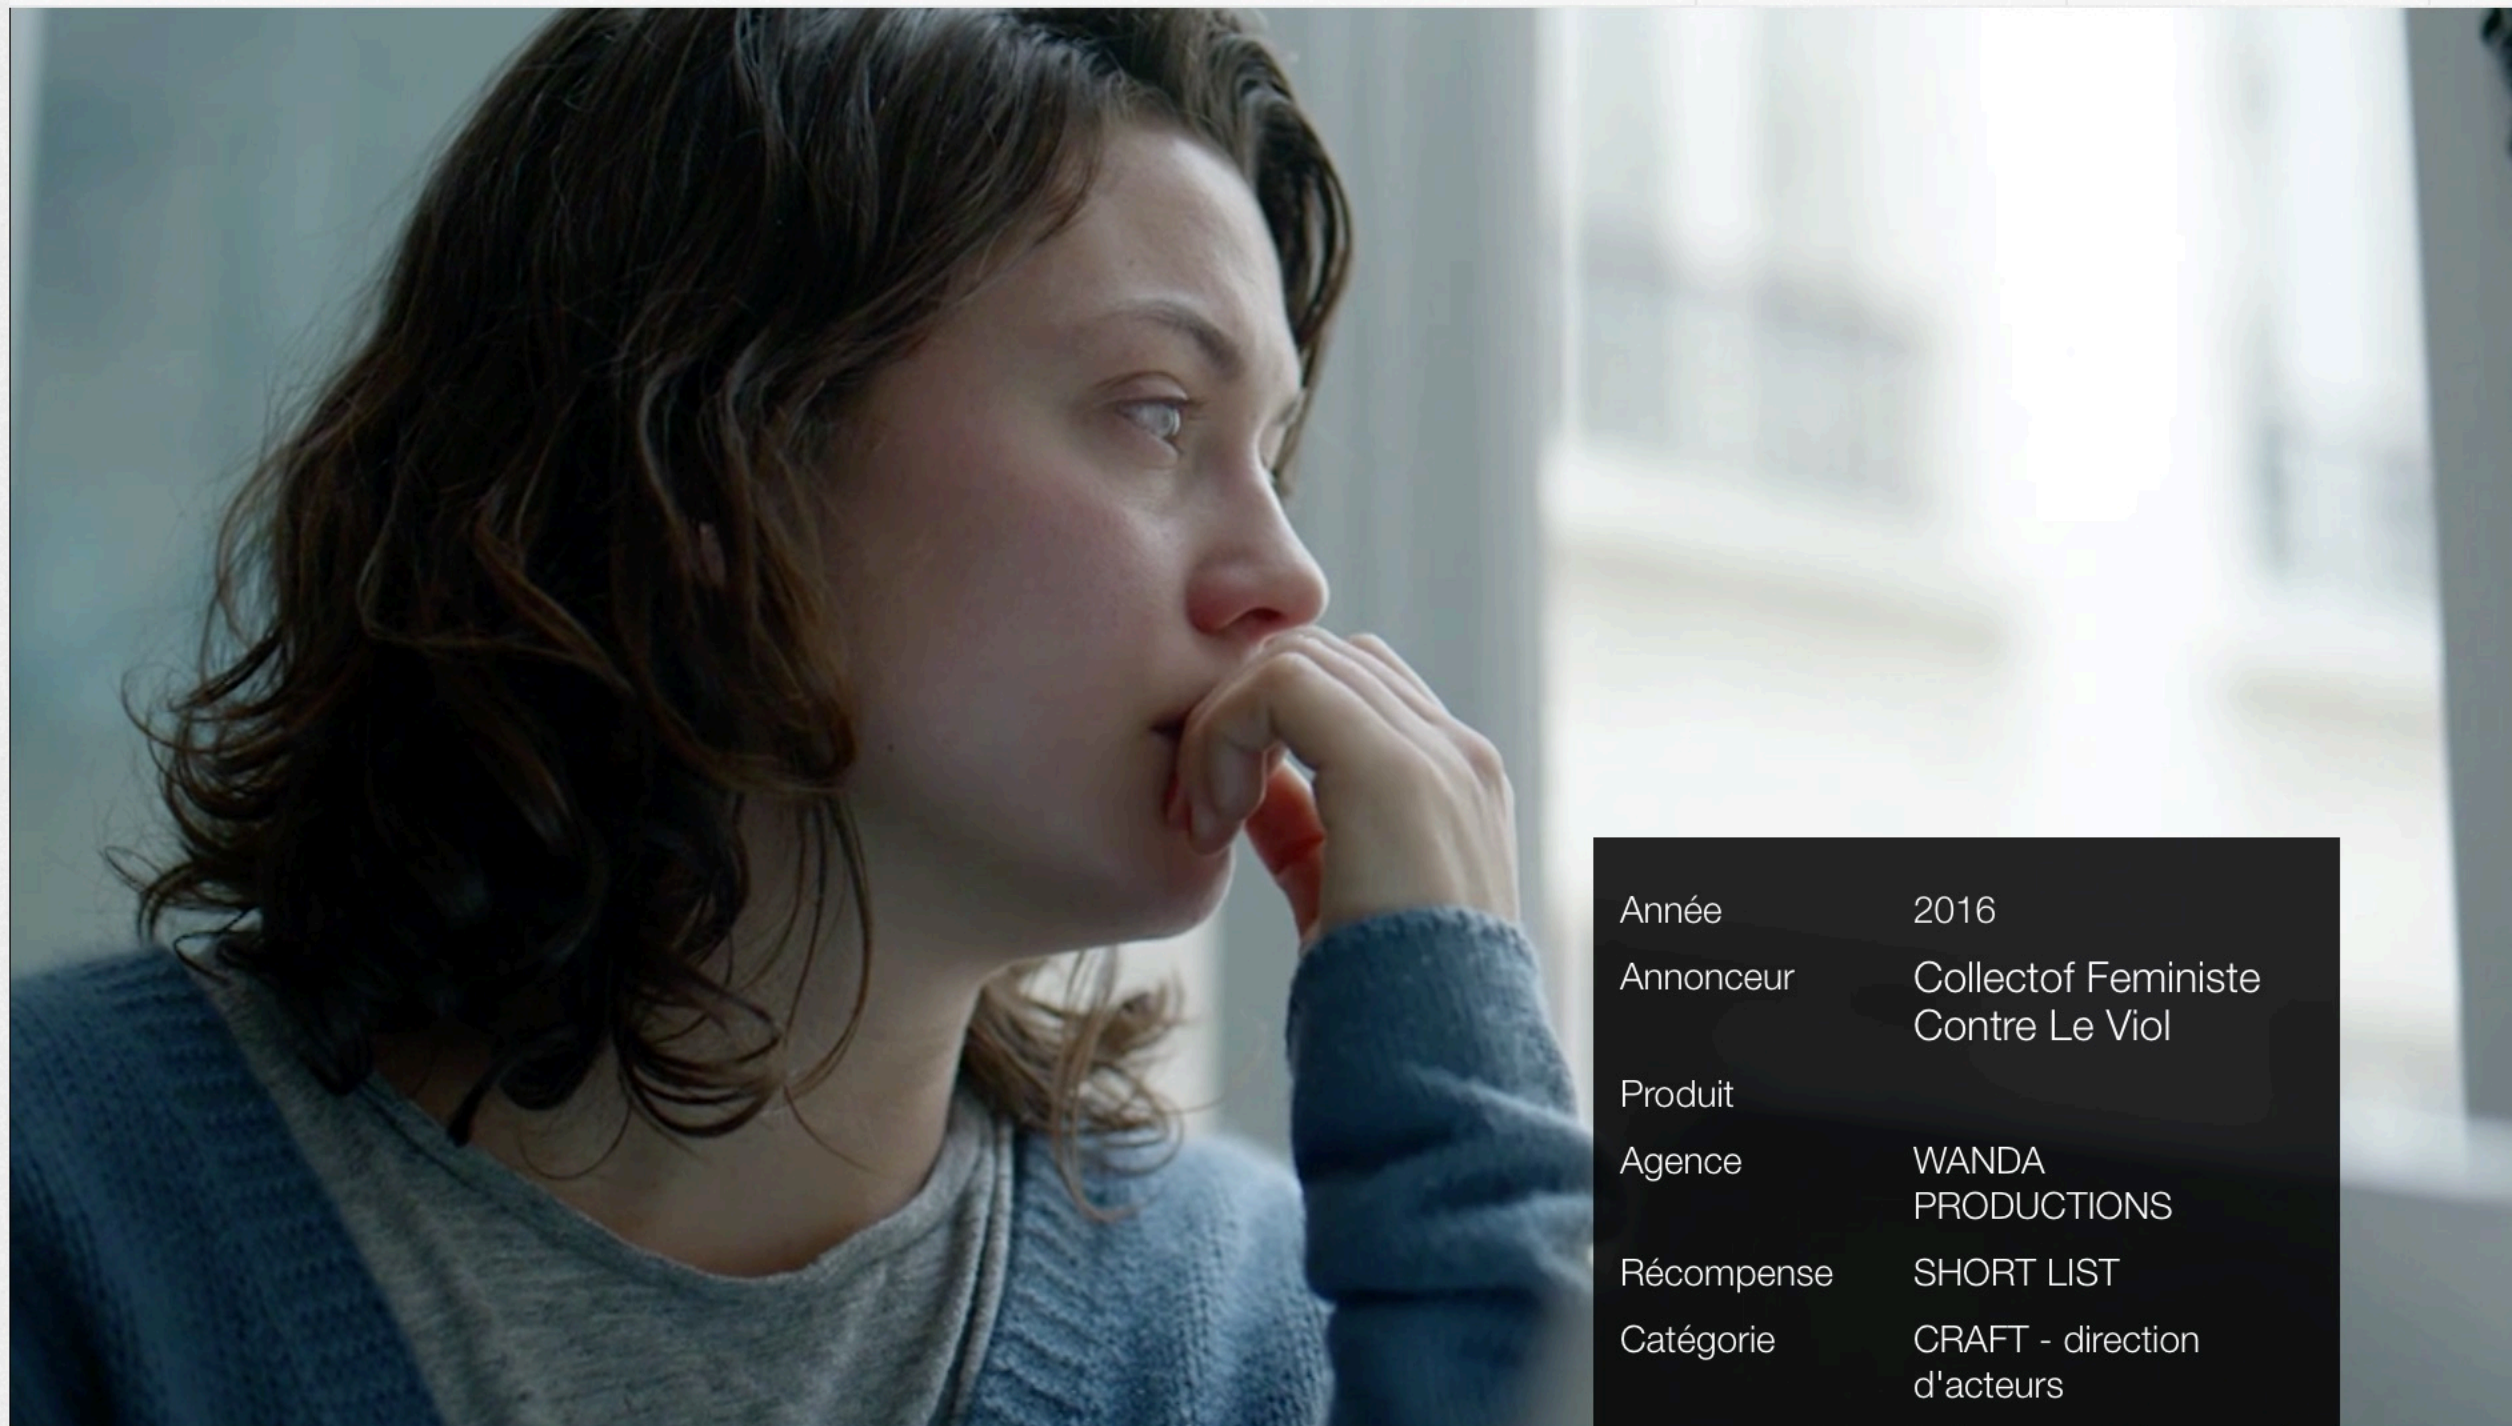 Année 2016
Annonceur Collectof Feministe
Contre Le Viol
Produit
Agence WANDA
PRODUCTIONS
Récompense SHORT LIST
Catégorie CRAFT - direction
d'acteurs